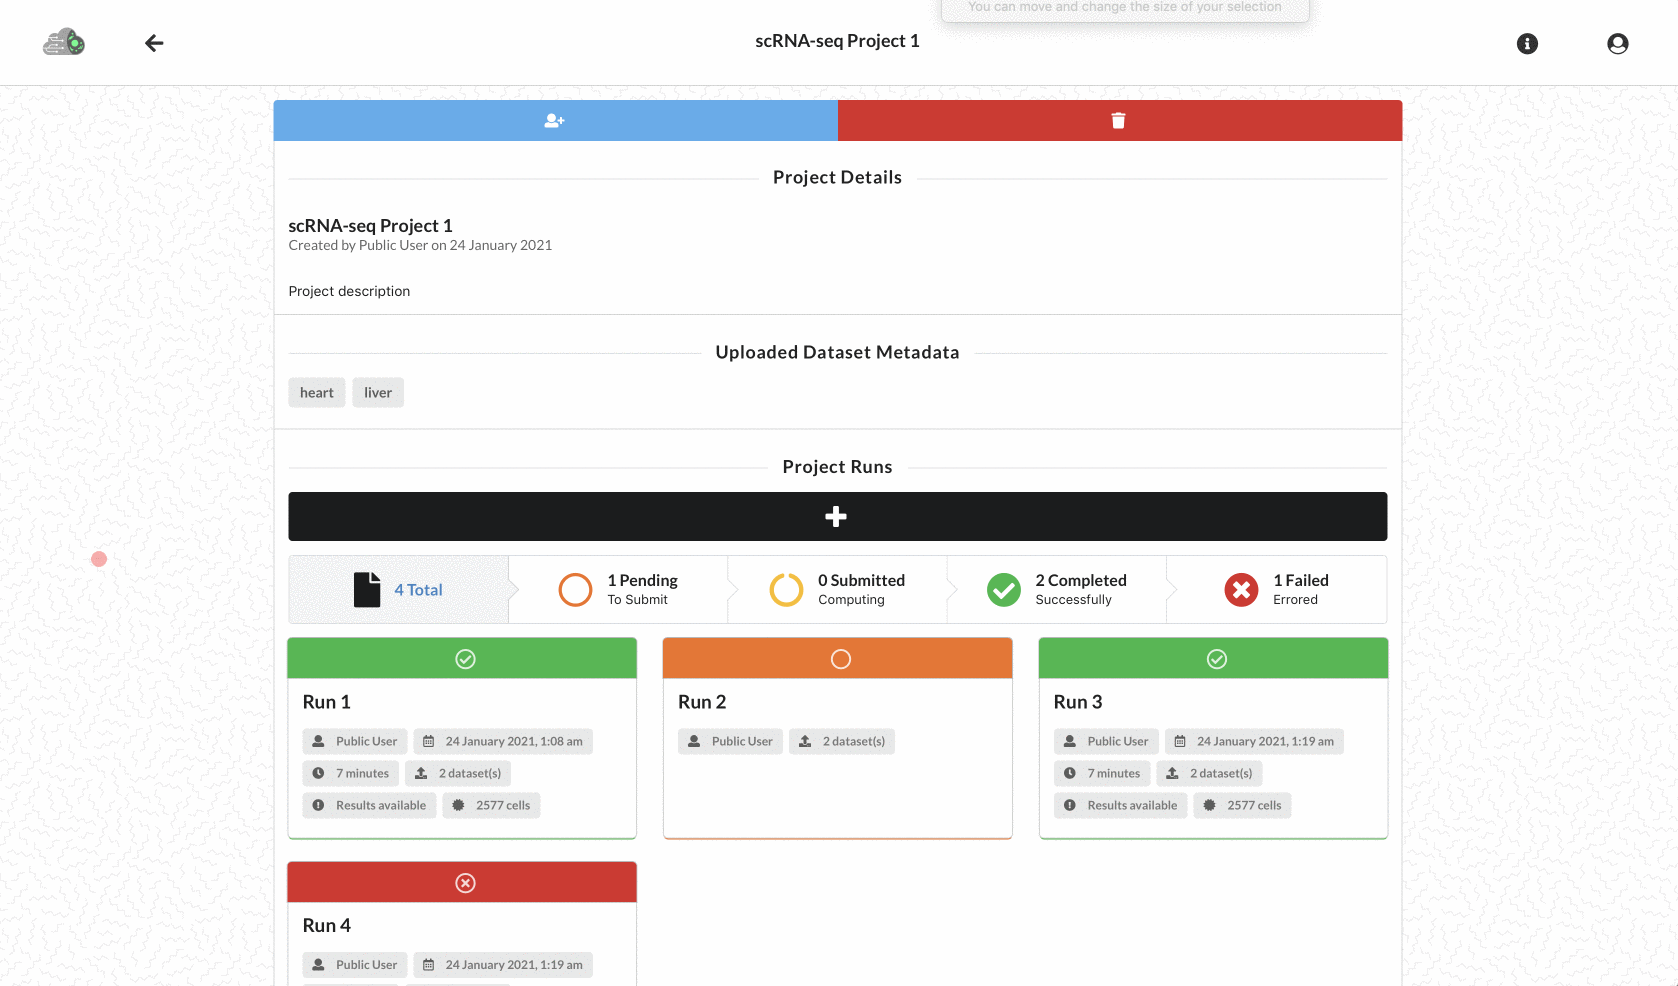 You can move and change the size of your selection
scRNA-seq Project 1
Project Details
scRNA-seq Project 1
Created by Public User on 24 January 2021
Project description
Uploaded Dataset Metadata
heart liver
Project Runs
4 Total
1 Pending
To Submit
0 Submitted
Computing
2 Completed
Successfully
1 Failed
Errored
Run 1
Public User 24 January 2021, 1:08 am
7 minutes 2 dataset(s)
Results available 2577 cells
Run 2
Public User 2 dataset(s)
Run 3
Public User 24 January 2021, 1:19 am
7 minutes 2 dataset(s)
Results available 2577 cells
Run 4
Public User 24 January 2021, 1:19 am